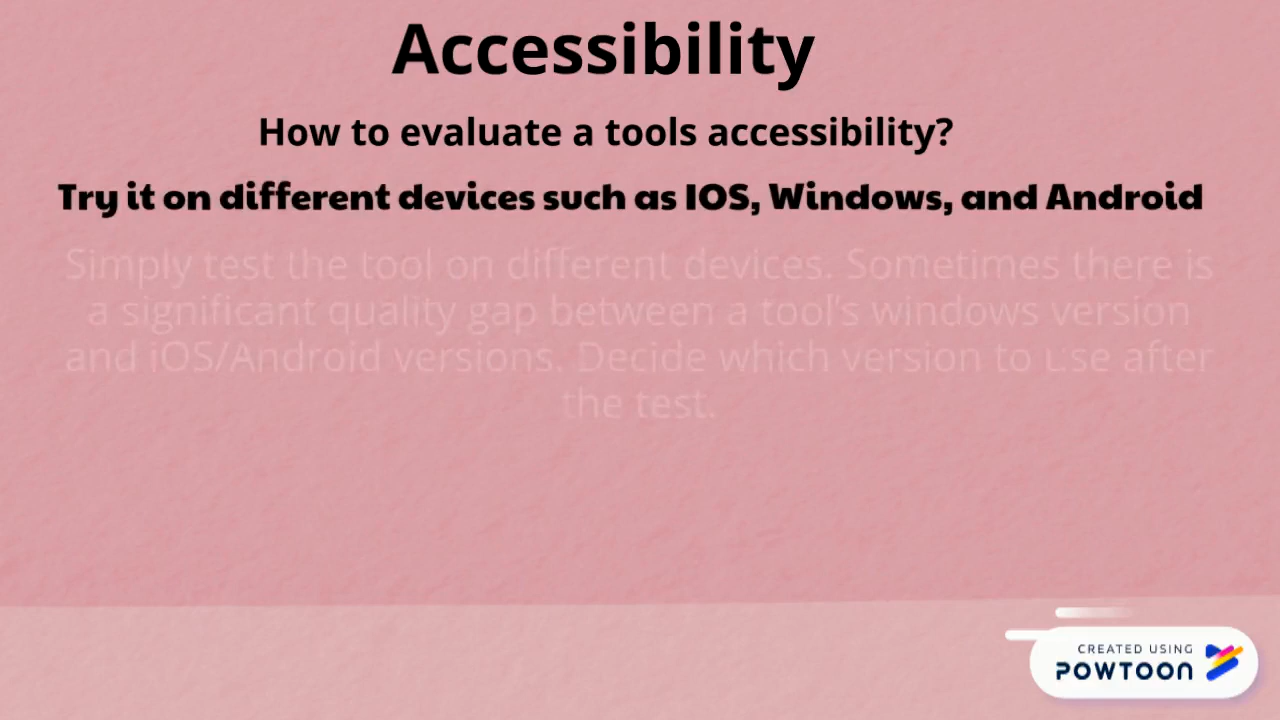 Accessibility
How to evaluate a tools accessibility?
Try it on different devices such as IOS, Windows, and Android
Simply test the tool on different devices. Sometimes there is
a significant quality gap between a tool's windows version
and iOS/Android versions. Decide which version to use after
the test.
CREATED USING
POWTOON